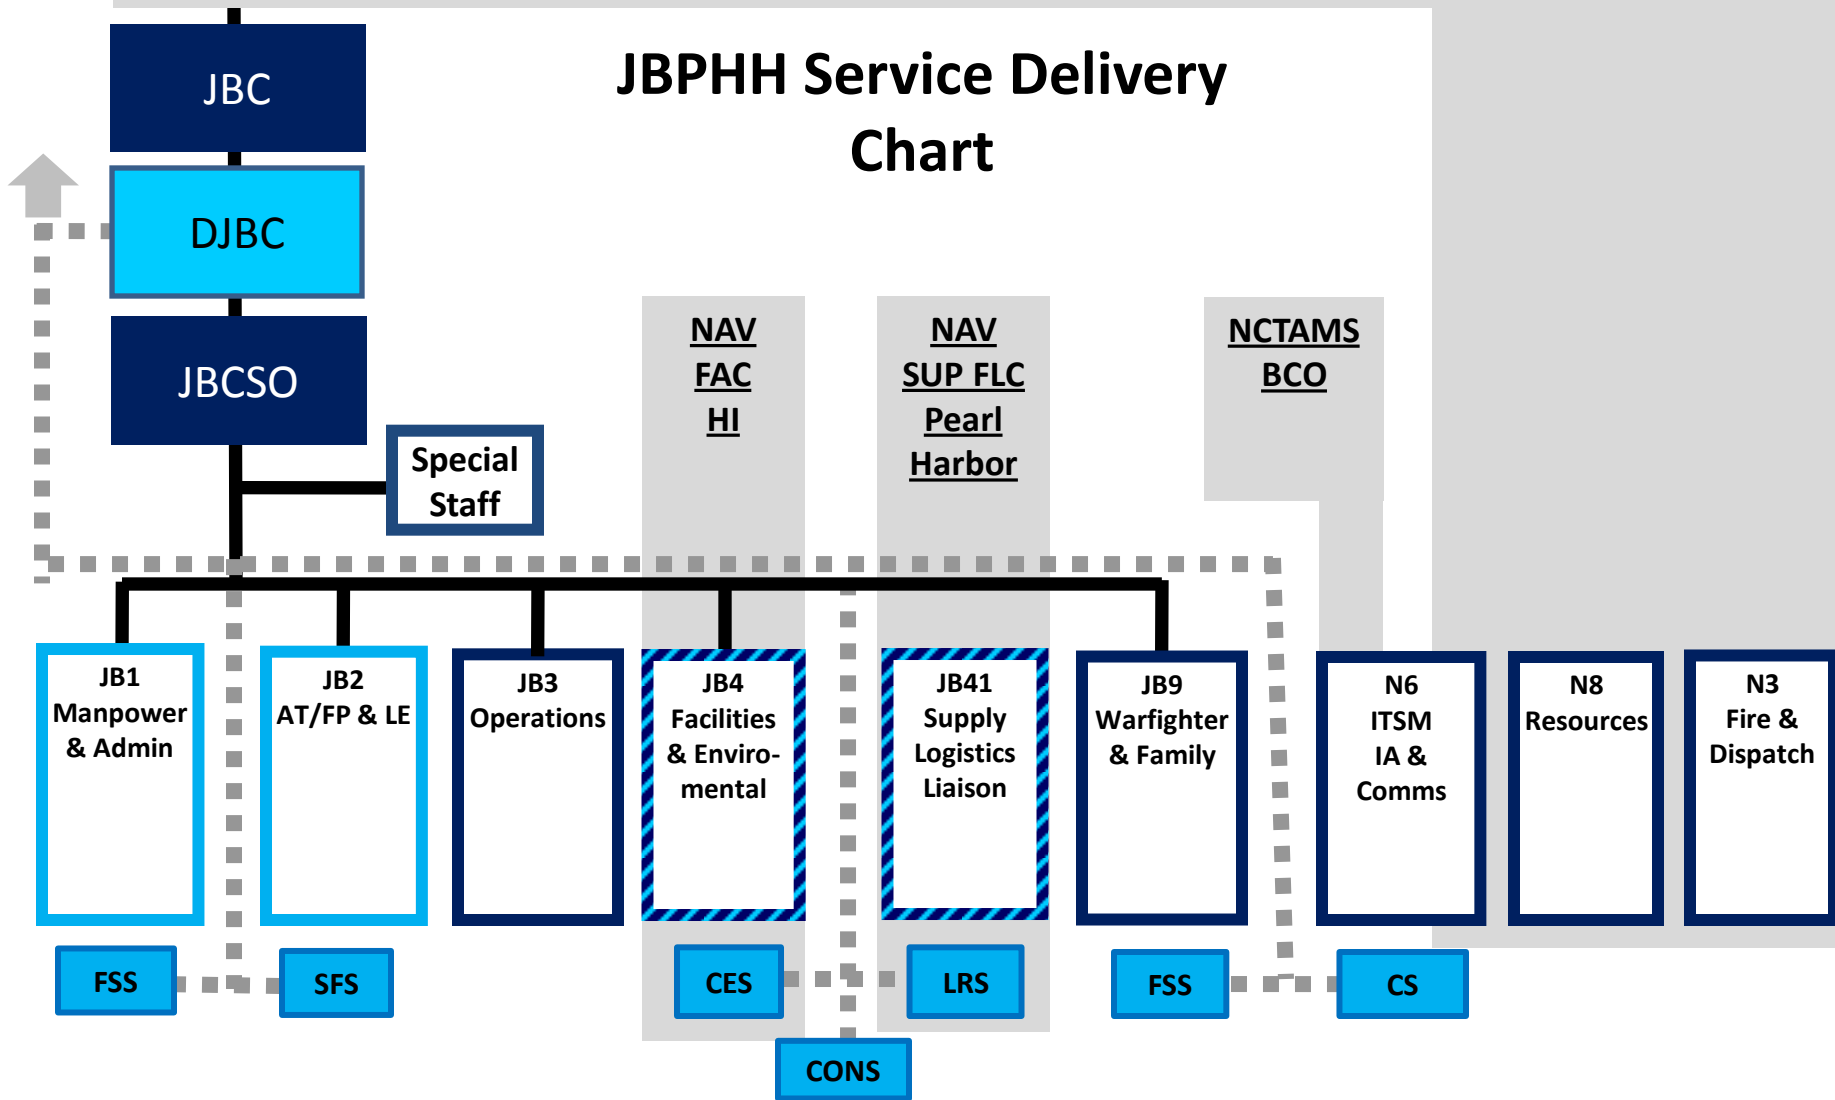 JBPHH Service Delivery
Chart
JBC
DJBC
JBCSO
Special
Staff
NAV
FAC
HI
NAV
SUP FLC
Pearl
Harbor
NCTAMS
BCO
JB1
Manpower
& Admin
JB2
AT/FP & LE
JB3
Operations
JB4
Facilities
& Enviro-
mental
JB41
Supply
Logistics
Liaison
JB9
Warfighter
& Family
N6
ITSM
IA &
Comms
N8
Resources
N3
Fire &
Dispatch
FSS
SFS
CES
LRS
FSS
CS
CONS